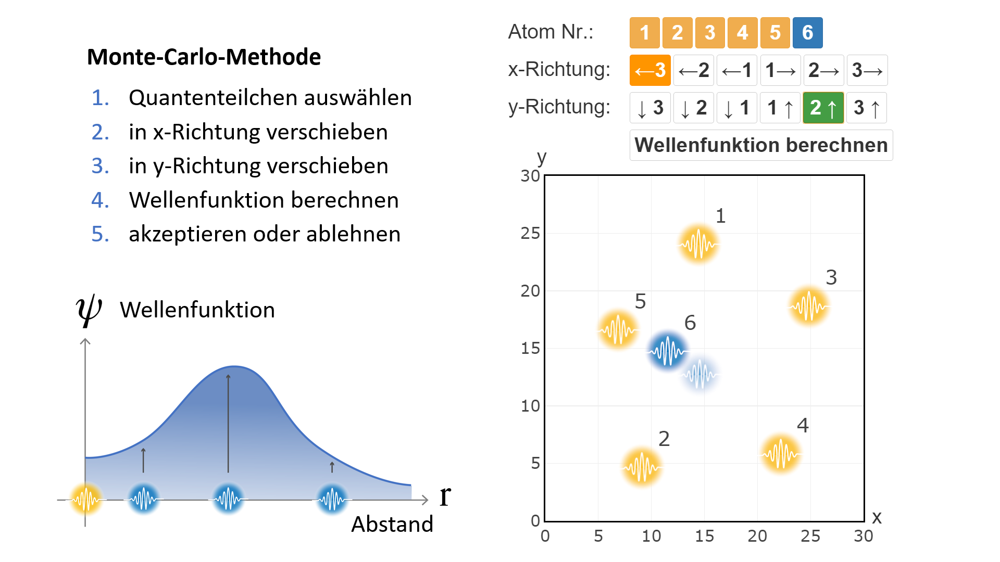 Monte-Carlo-Methode
1. Quantenteilchen auswählen
2. in x-Richtung verschieben
3. in y-Richtung verschieben
4. Wellenfunktion berechnen
5. akzeptieren oder ablehnen
ψ Wellenfunktion
r
Abstand
Atom Nr.: 1 2 3 4 5 6
x-Richtung: ←3 ←2 ←1 1→ 2→ 3→
y-Richtung: ↓ 3 ↓ 2 ↓ 1 1 ↑ 2 ↑ 3 ↑
Wellenfunktion berechnen
y
30
1
25
3
20
5
6
15
10
4
2
5
0
x
0 5 10 15 20 25 30